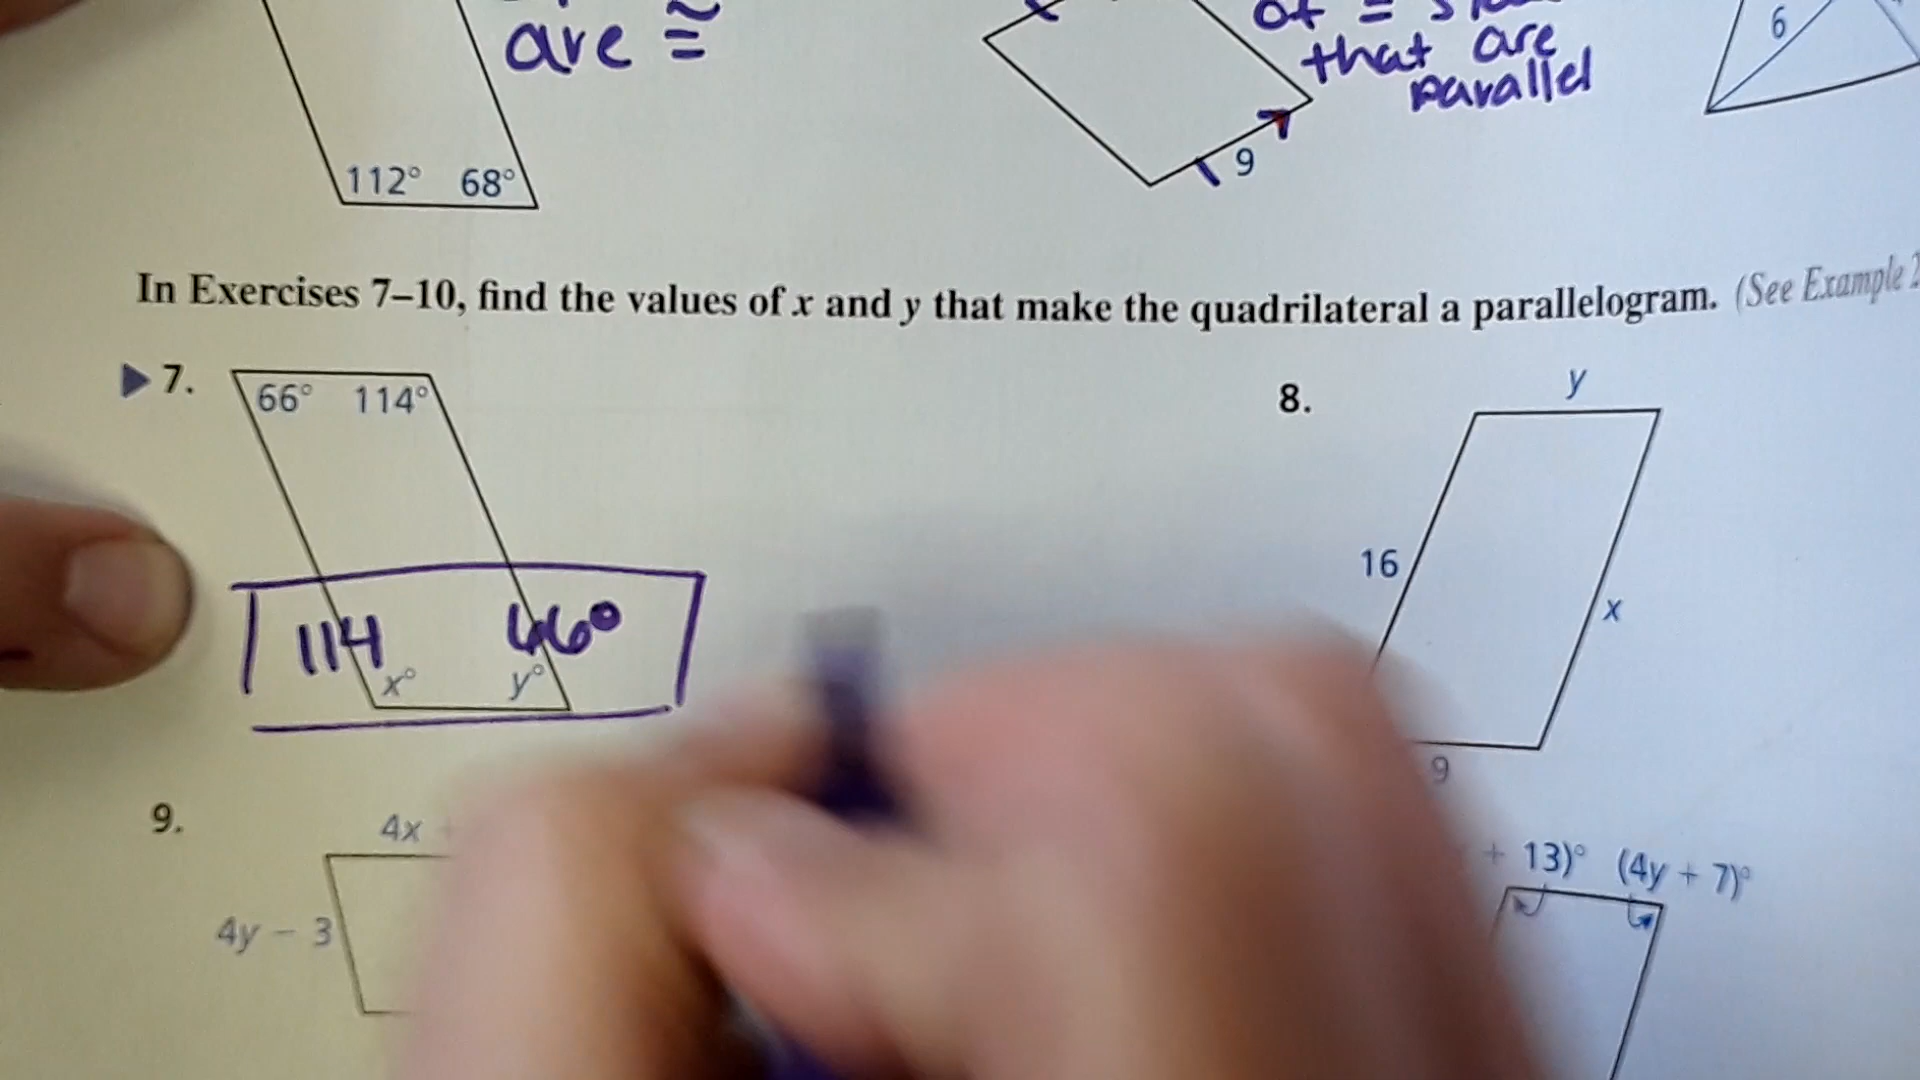 are ≅
that are
parallel
6
112° 68°
9
In Exercises 7–10, find the values of x and y that make the quadrilateral a parallelogram. (See Example
7.
66° 114°
114 66°
x° y°
8.
y
16
x
9
9.
4x
4y − 3
+ 13)° (4y + 7)°